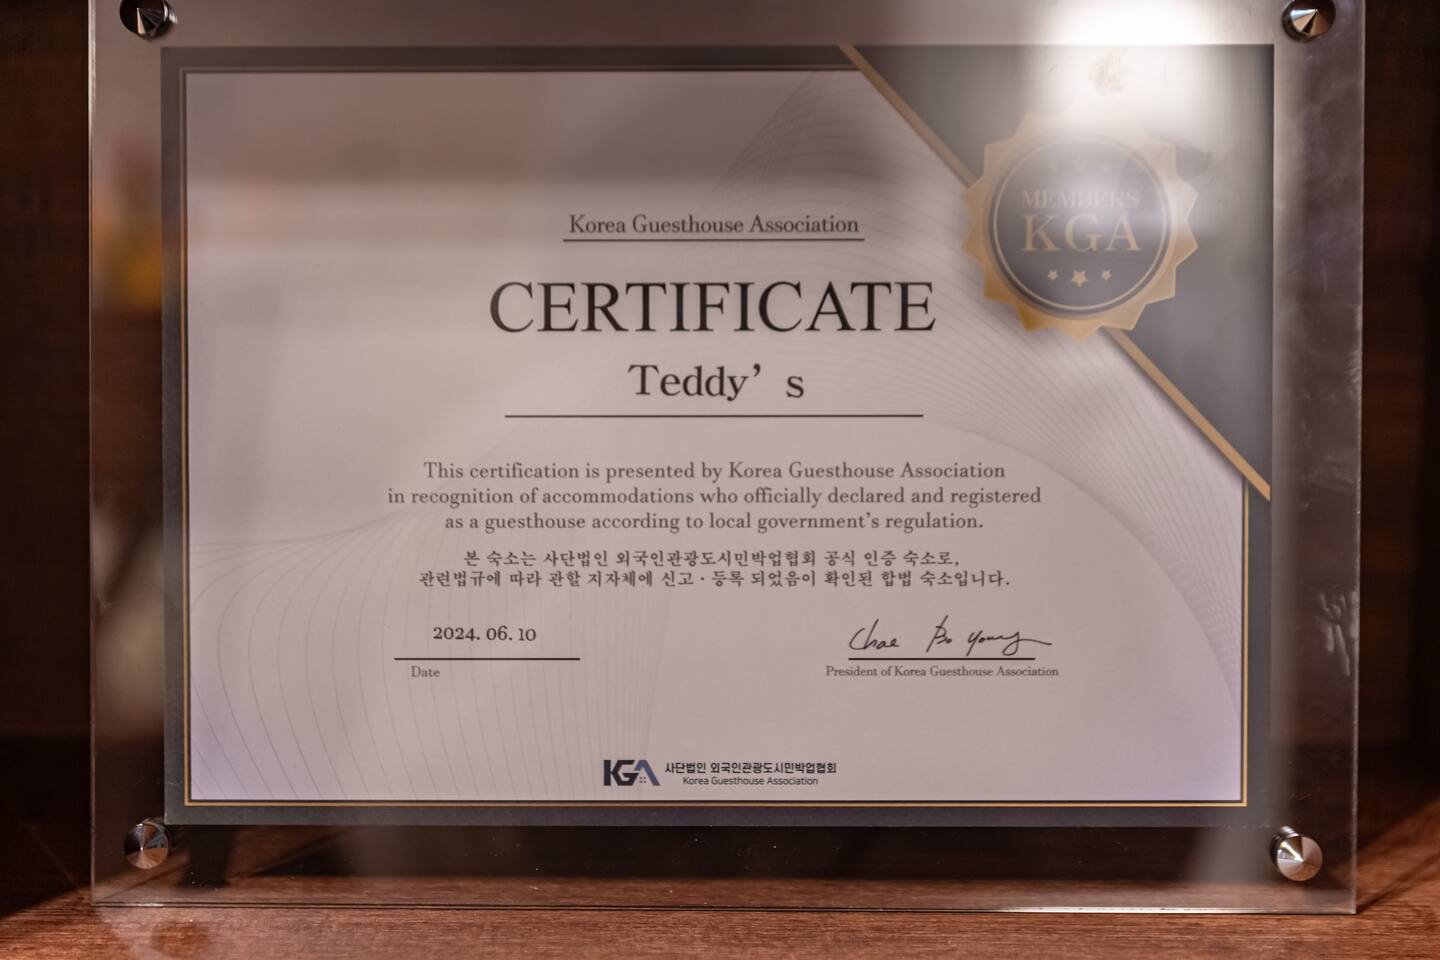 MEMBERS
KGA
Korea Guesthouse Association
CERTIFICATE
Teddy’ s
This certification is presented by Korea Guesthouse Association
in recognition of accommodations who officially declared and registered
as a guesthouse according to local government's regulation.
본 숙소는 사단법인 외국인관광도시민박업협회 공식 인증 숙소로,
관련법규에 따라 관할 지자체에 신고 · 등록 되었음이 확인된 합법 숙소입니다.
2024. 06. 10
Date
Chae Bo Young
President of Korea Guesthouse Association
KGA 사단법인 외국인관광도시민박업협회
Korea Guesthouse Association